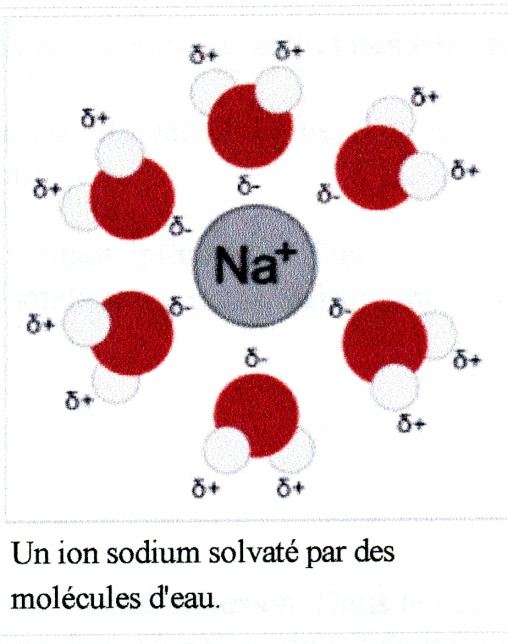 δ+ δ+
δ+ δ+
δ+ δ+
δ-
δ- δ-
Na⁺
δ+ δ- δ-
δ- δ+
δ+ δ+
δ+ δ+
Un ion sodium solvaté par des
molécules d'eau.